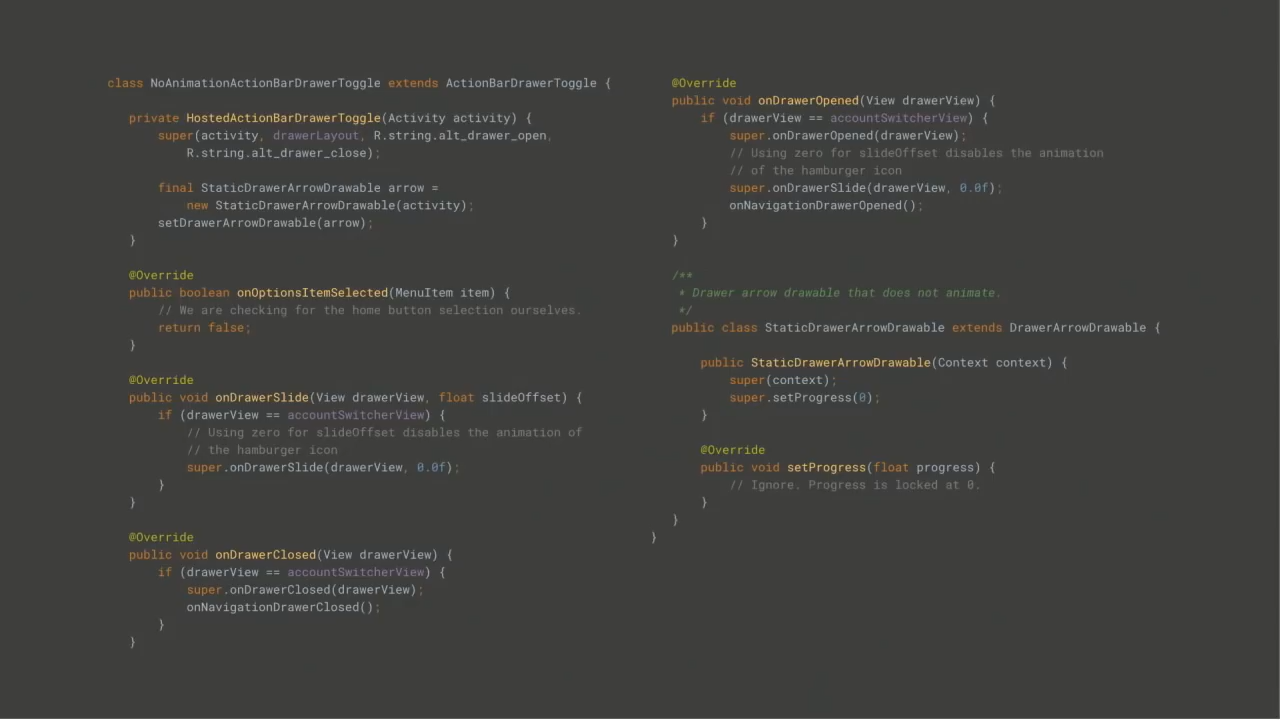 class NoAnimationActionBarDrawerToggle extends ActionBarDrawerToggle {
private HostedActionBarDrawerToggle(Activity activity) {
super(activity, drawerLayout, R.string.alt_drawer_open,
R.string.alt_drawer_close);
final StaticDrawerArrowDrawable arrow =
new StaticDrawerArrowDrawable(activity);
setDrawerArrowDrawable(arrow);
}
@Override
public boolean onOptionsItemSelected(MenuItem item) {
// We are checking for the home button selection ourselves.
return false;
}
@Override
public void onDrawerSlide(View drawerView, float slideOffset) {
if (drawerView == accountSwitcherView) {
// Using zero for slideOffset disables the animation of
// the hamburger icon
super.onDrawerSlide(drawerView, 0.0f);
}
}
@Override
public void onDrawerClosed(View drawerView) {
if (drawerView == accountSwitcherView) {
super.onDrawerClosed(drawerView);
onNavigationDrawerClosed();
}
}
@Override
public void onDrawerOpened(View drawerView) {
if (drawerView == accountSwitcherView) {
super.onDrawerOpened(drawerView);
// Using zero for slideOffset disables the animation
// of the hamburger icon
super.onDrawerSlide(drawerView, 0.0f);
onNavigationDrawerOpened();
}
}
/**
* Drawer arrow drawable that does not animate.
*/
public class StaticDrawerArrowDrawable extends DrawerArrowDrawable {
public StaticDrawerArrowDrawable(Context context) {
super(context);
super.setProgress(0);
}
@Override
public void setProgress(float progress) {
// Ignore. Progress is locked at 0.
}
}
}